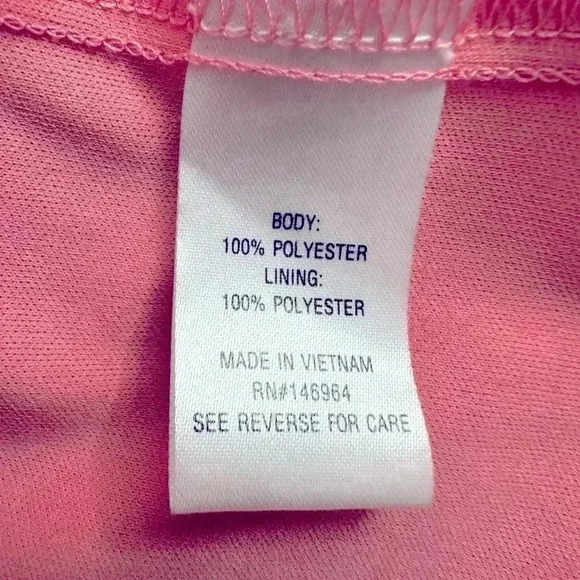 BODY:
100% POLYESTER
LINING:
100% POLYESTER
MADE IN VIETNAM
RN#146964
SEE REVERSE FOR CARE